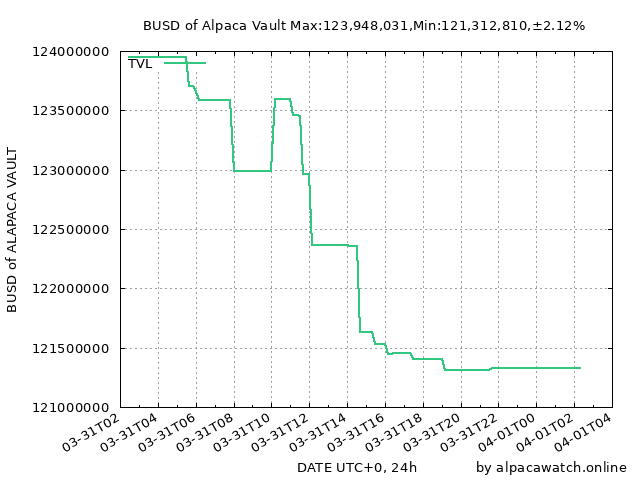 BUSD of Alpaca Vault Max:123,948,031,Min:121,312,810,±2.12%
124000000
TVL
123500000
123000000
122500000
122000000
121500000
121000000
BUSD of ALAPACA VAULT
03-31T02
03-31T04
03-31T06
03-31T08
03-31T10
03-31T12
03-31T14
03-31T16
03-31T18
03-31T20
03-31T22
04-01T00
04-01T02
04-01T04
DATE UTC+0, 24h
by alpacawatch.online